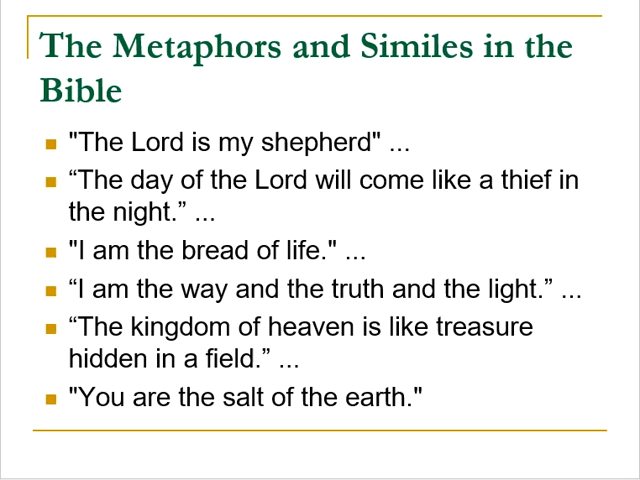 The Metaphors and Similes in the
Bible
"The Lord is my shepherd" ...
“The day of the Lord will come like a thief in
the night.” ...
"I am the bread of life." ...
“I am the way and the truth and the light.” ...
“The kingdom of heaven is like treasure
hidden in a field.” ...
"You are the salt of the earth."